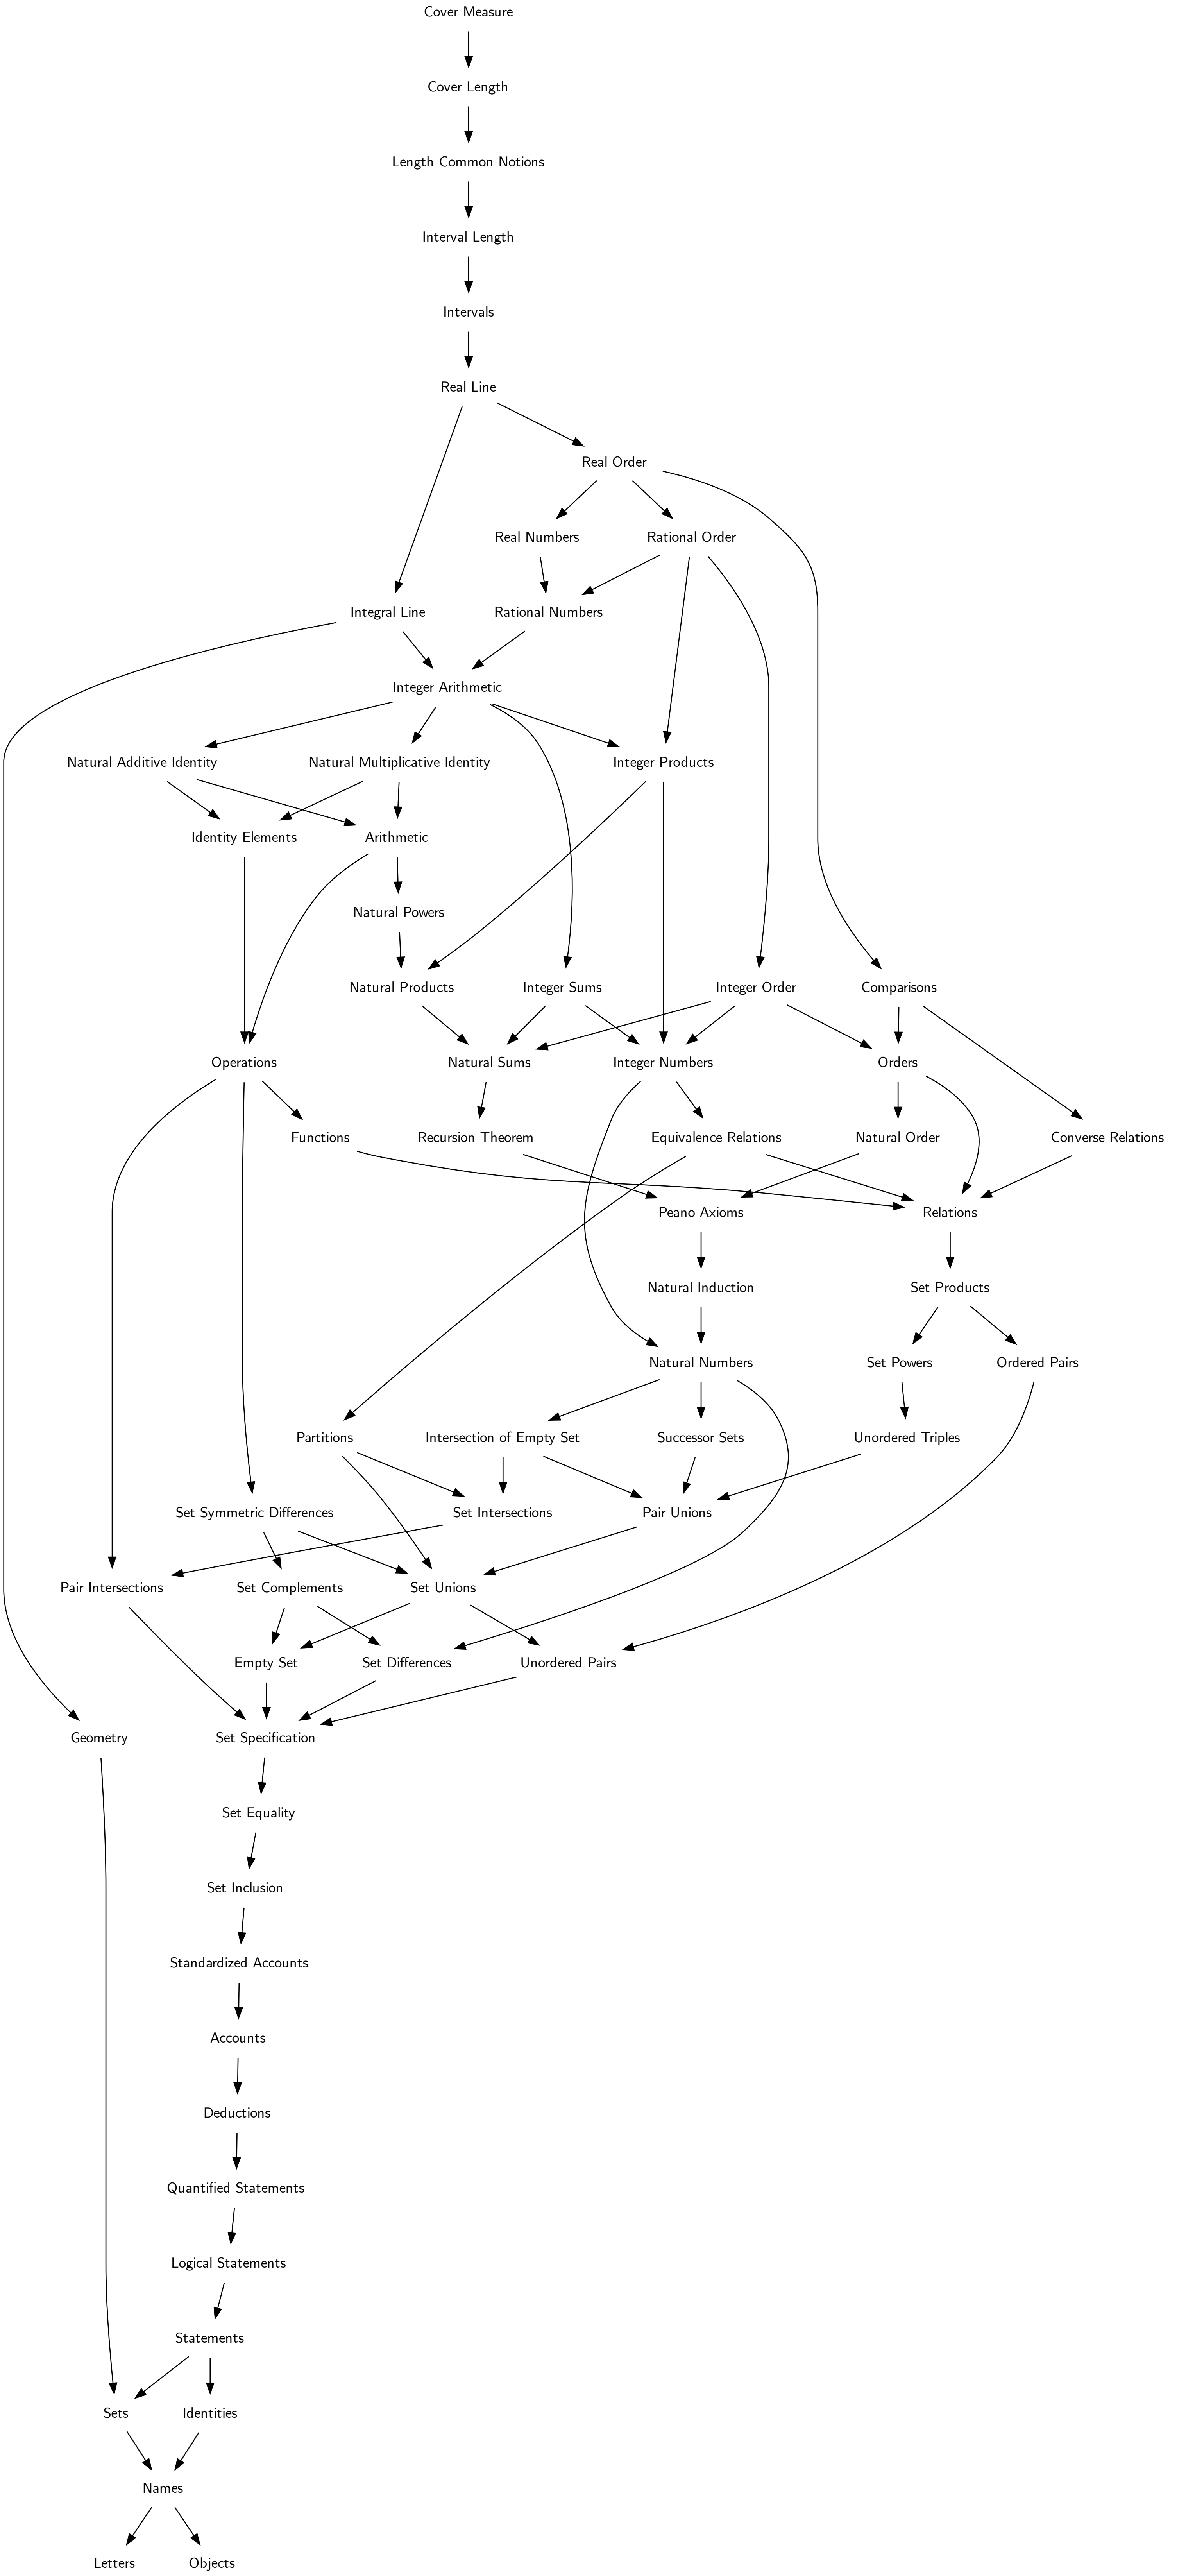 Cover Measure
Cover Length
Length Common Notions
Interval Length
Intervals
Real Line
Real Order
Real Numbers
Rational Order
Integral Line
Rational Numbers
Integer Arithmetic
Natural Additive Identity
Natural Multiplicative Identity
Integer Products
Identity Elements
Arithmetic
Natural Powers
Natural Products
Integer Sums
Integer Order
Comparisons
Operations
Natural Sums
Integer Numbers
Orders
Functions
Recursion Theorem
Equivalence Relations
Natural Order
Converse Relations
Peano Axioms
Relations
Natural Induction
Set Products
Natural Numbers
Set Powers
Ordered Pairs
Partitions
Intersection of Empty Set
Successor Sets
Unordered Triples
Set Symmetric Differences
Set Intersections
Pair Unions
Pair Intersections
Set Complements
Set Unions
Empty Set
Set Differences
Unordered Pairs
Geometry
Set Specification
Set Equality
Set Inclusion
Standardized Accounts
Accounts
Deductions
Quantified Statements
Logical Statements
Statements
Sets
Identities
Names
Letters
Objects